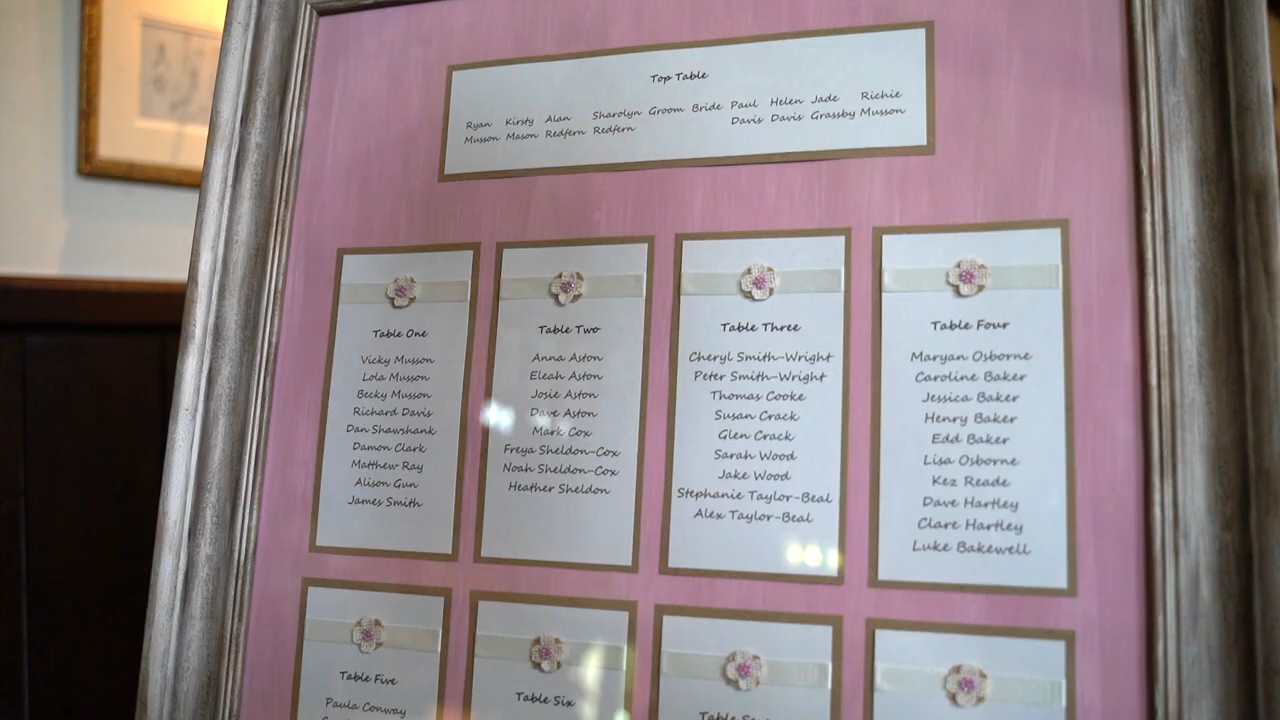 Top Table
Ryan Kirsty Alan Sharolyn Groom Bride Paul Helen Jade Richie
Musson Mason Redfern Redfern Davis Davis Grassby Musson
Table One
Vicky Musson
Lola Musson
Becky Musson
Richard Davis
Dan Shawshank
Damon Clark
Matthew Ray
Alison Gun
James Smith
Table Two
Anna Aston
Eleah Aston
Josie Aston
Dave Aston
Mark Cox
Freya Sheldon-Cox
Noah Sheldon-Cox
Heather Sheldon
Table Three
Cheryl Smith-Wright
Peter Smith-Wright
Thomas Cooke
Susan Crack
Glen Crack
Sarah Wood
Jake Wood
Stephanie Taylor-Beal
Alex Taylor-Beal
Table Four
Maryan Osborne
Caroline Baker
Jessica Baker
Henry Baker
Edd Baker
Lisa Osborne
Kez Reade
Dave Hartley
Clare Hartley
Luke Bakewell
Table Five
Paula Conway
Table Six
Table